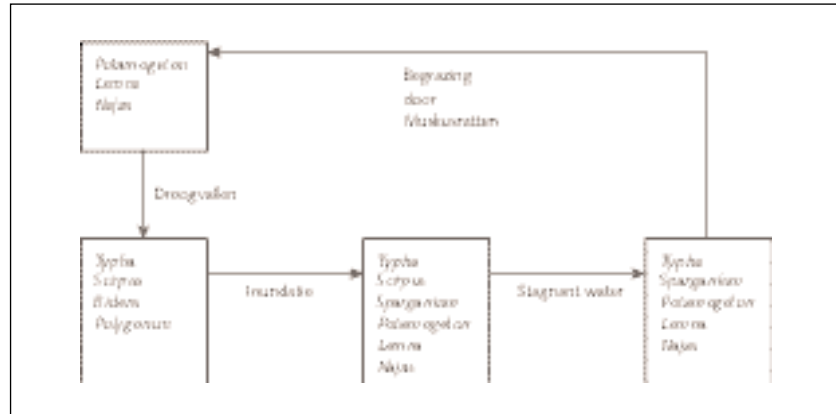 Potamogeton
Lemna
Najas
Begrazing
door
Muskusratten
Droogvallen
Typha
Scirpus
Bidens
Polygonum
Inundatie
Typha
Scirpus
Sparganium
Potamogeton
Lemna
Najas
Stagnant water
Typha
Sparganium
Potamogeton
Lemna
Najas